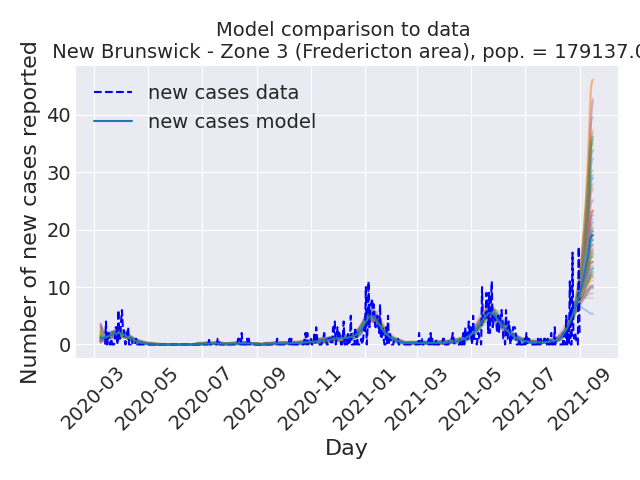 Model comparison to data
New Brunswick - Zone 3 (Fredericton area), pop. = 179137.0
new cases data
new cases model
Number of new cases reported
40
30
20
10
0
2020-03
2020-05
2020-07
2020-09
2020-11
2021-01
2021-03
2021-05
2021-07
2021-09
Day